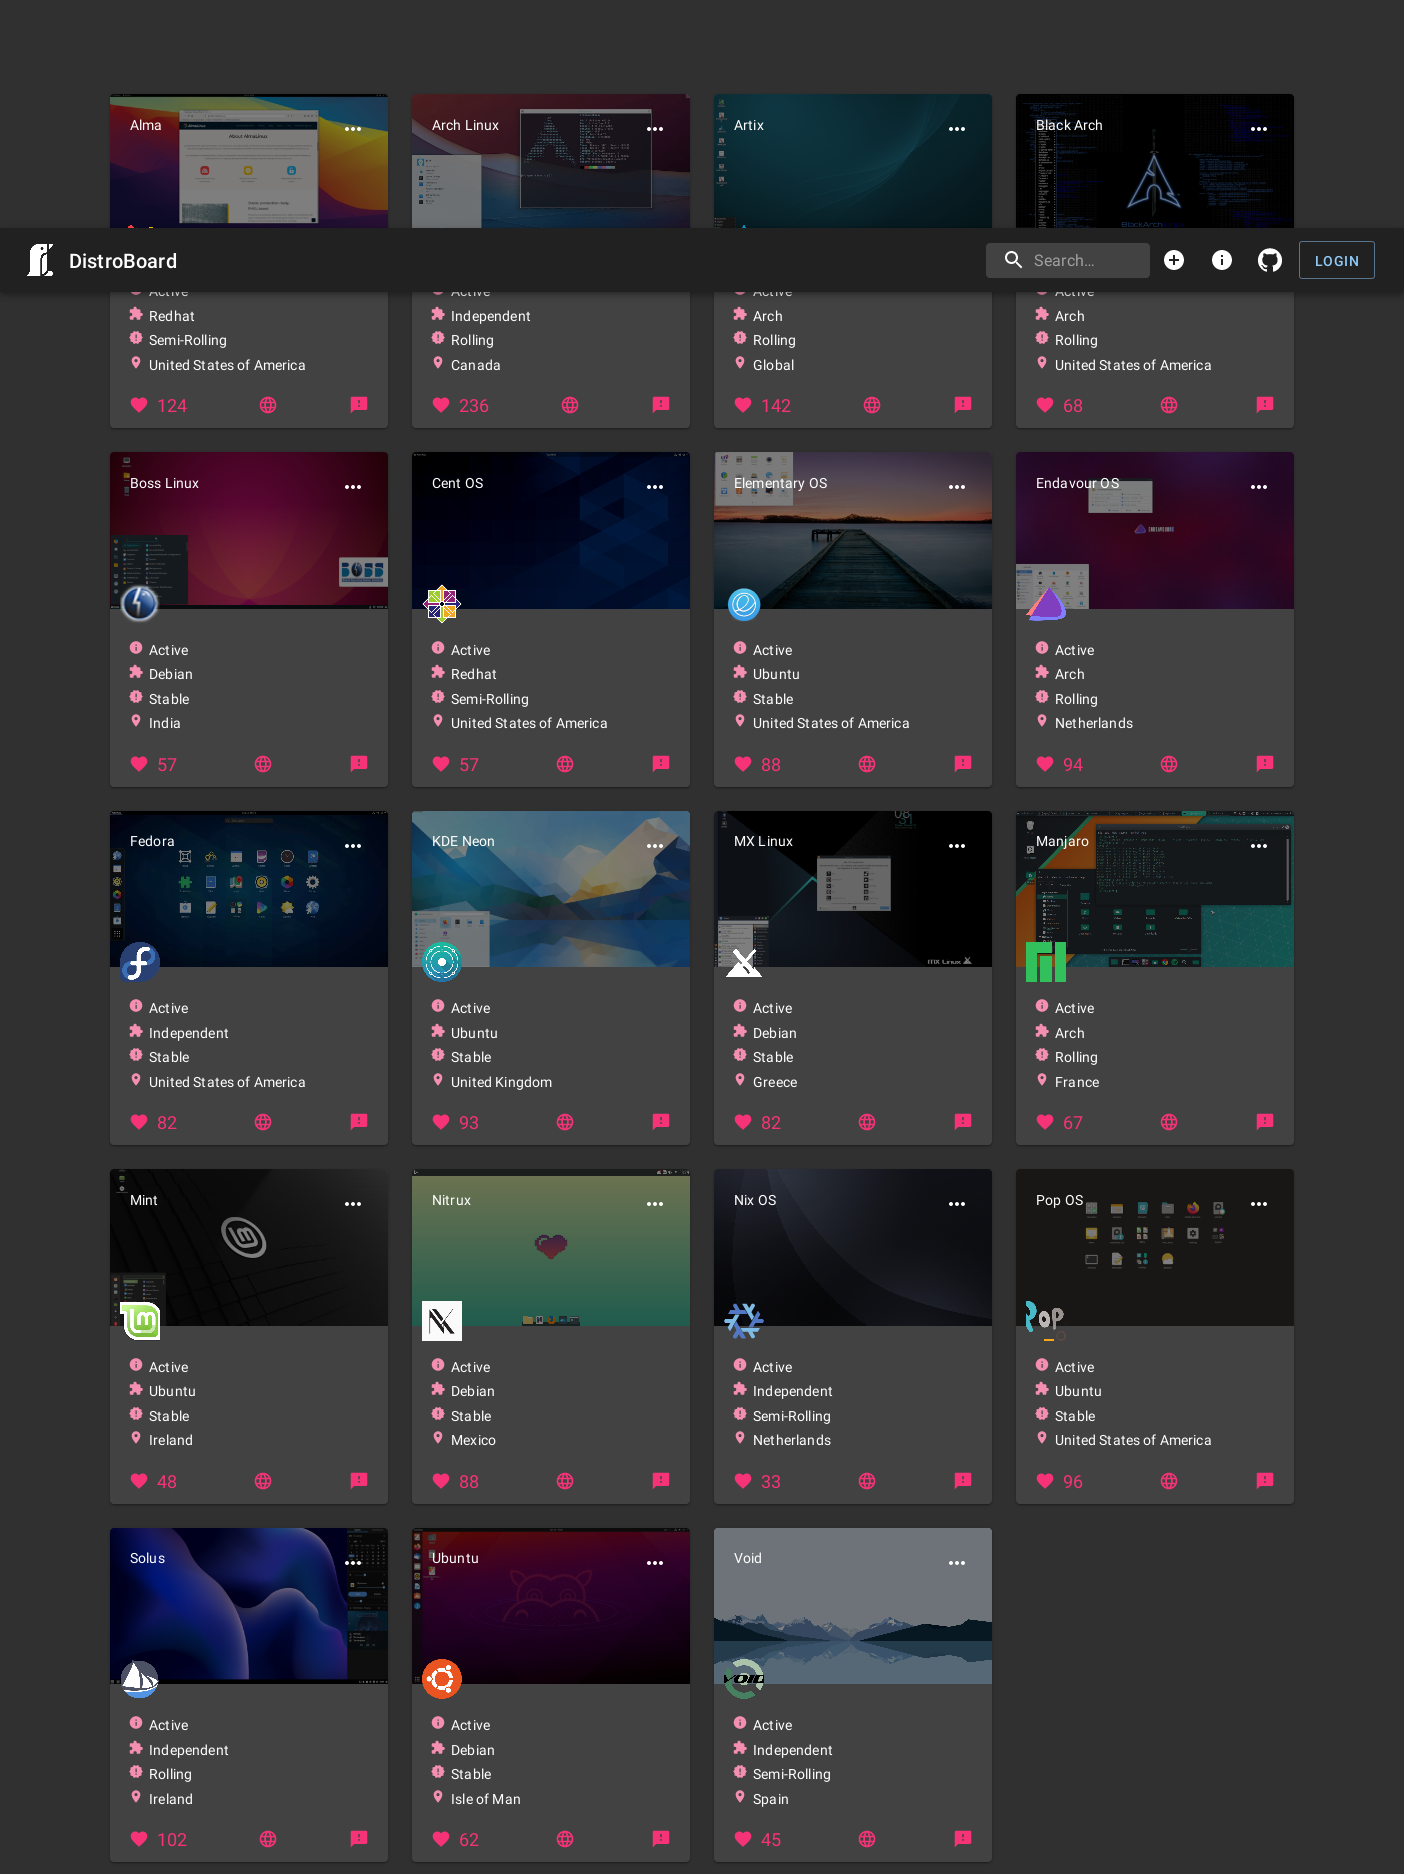 Alma
Arch Linux
Artix
Black Arch
About AlmaLinux
BlackArch
DistroBoard
Search...
LOGIN
Active
Active
Active
Active
Redhat
Independent
Arch
Arch
Semi-Rolling
Rolling
Rolling
Rolling
United States of America
Canada
Global
United States of America
124
236
142
68
Boss Linux
Cent OS
Elementary OS
Endavour OS
BOSS
Active
Active
Active
Active
Debian
Redhat
Ubuntu
Arch
Stable
Semi-Rolling
Stable
Rolling
India
United States of America
United States of America
Netherlands
57
57
88
94
Fedora
KDE Neon
MX Linux
Manjaro
MX Linux
Active
Active
Active
Active
Independent
Ubuntu
Debian
Arch
Stable
Stable
Stable
Rolling
United States of America
United Kingdom
Greece
France
82
93
82
67
Mint
Nitrux
Nix OS
Pop OS
Pop
Active
Active
Active
Active
Ubuntu
Debian
Independent
Ubuntu
Stable
Stable
Semi-Rolling
Stable
Ireland
Mexico
Netherlands
United States of America
48
88
33
96
Solus
Ubuntu
Void
VOID
Active
Active
Active
Independent
Debian
Independent
Rolling
Stable
Semi-Rolling
Ireland
Isle of Man
Spain
102
62
45